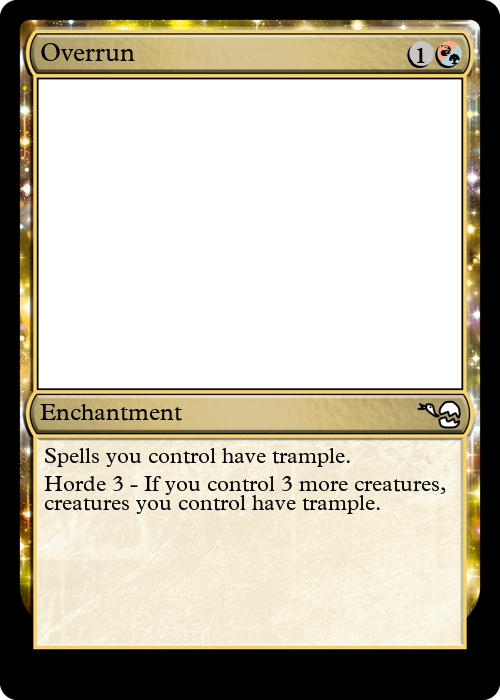 Overrun
1
Enchantment
Spells you control have trample.
Horde 3 - If you control 3 more creatures,
creatures you control have trample.